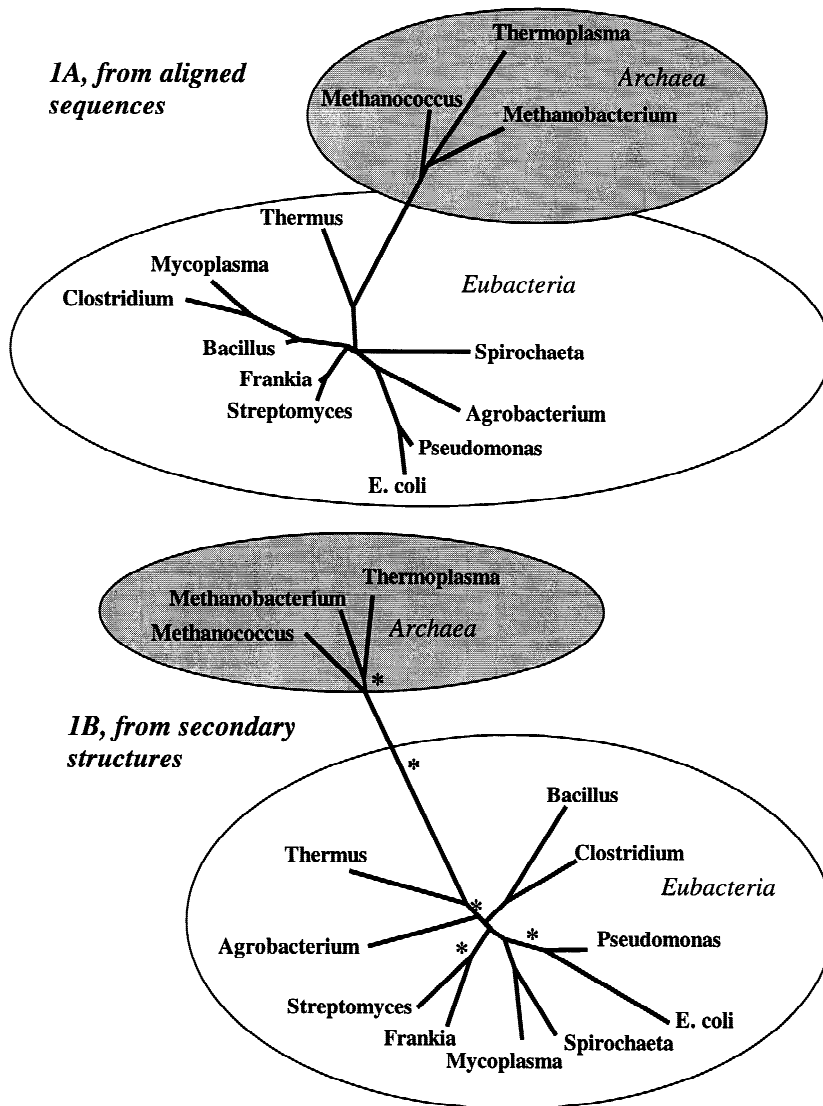 Thermoplasma
1A, from aligned
sequences
Archaea
Methanococcus
Methanobacterium
Thermus
Mycoplasma
Eubacteria
Clostridium
Bacillus
Spirochaeta
Frankia
Streptomyces
Agrobacterium
Pseudomonas
E. coli
Thermoplasma
Methanobacterium
Methanococcus
Archaea
*
1B, from secondary
structures
*
Bacillus
Thermus
Clostridium
Eubacteria
*
*
Pseudomonas
Agrobacterium
*
Streptomyces
E. coli
Frankia
Spirochaeta
Mycoplasma